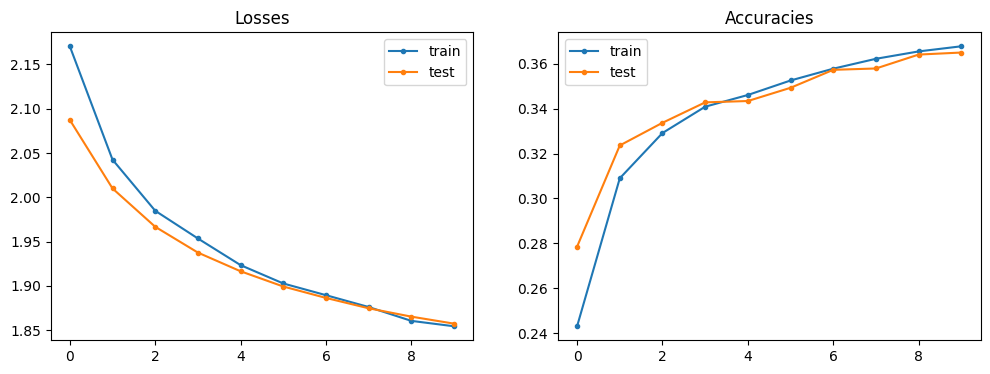 Losses
train
test
2.15
2.10
2.05
2.00
1.95
1.90
1.85
0 2 4 6 8
Accuracies
train
test
0.36
0.34
0.32
0.30
0.28
0.26
0.24
0 2 4 6 8